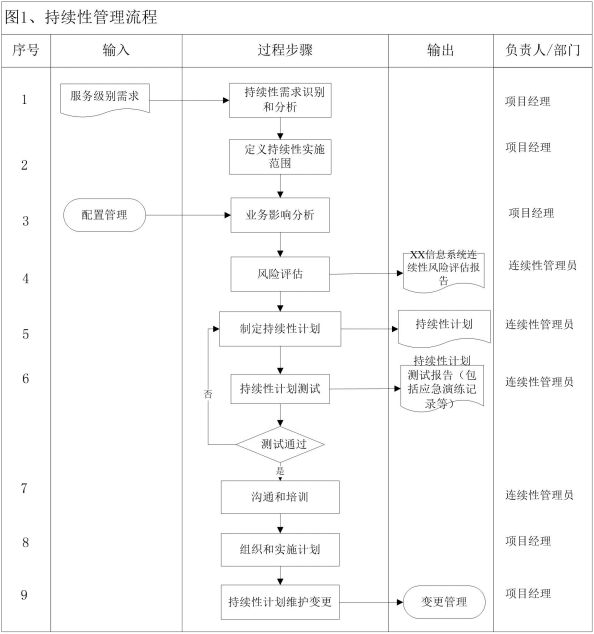 图1、持续性管理流程
序号 输入 过程步骤 输出 负责人/部门
1 服务级别需求 持续性需求识别
和分析 项目经理
2 定义持续性实施
范围 项目经理
3 配置管理 业务影响分析 项目经理
4 风险评估 XX信息系统连
续性风险评估报
告 连续性管理员
5 制定持续性计划 持续性计划 连续性管理员
6 持续性计划测试 持续性计划
测试报告（包
括应急演练记
录等） 连续性管理员
否
测试通过
是
7 沟通和培训 连续性管理员
8 组织和实施计划 项目经理
9 持续性计划维护变更 变更管理 项目经理